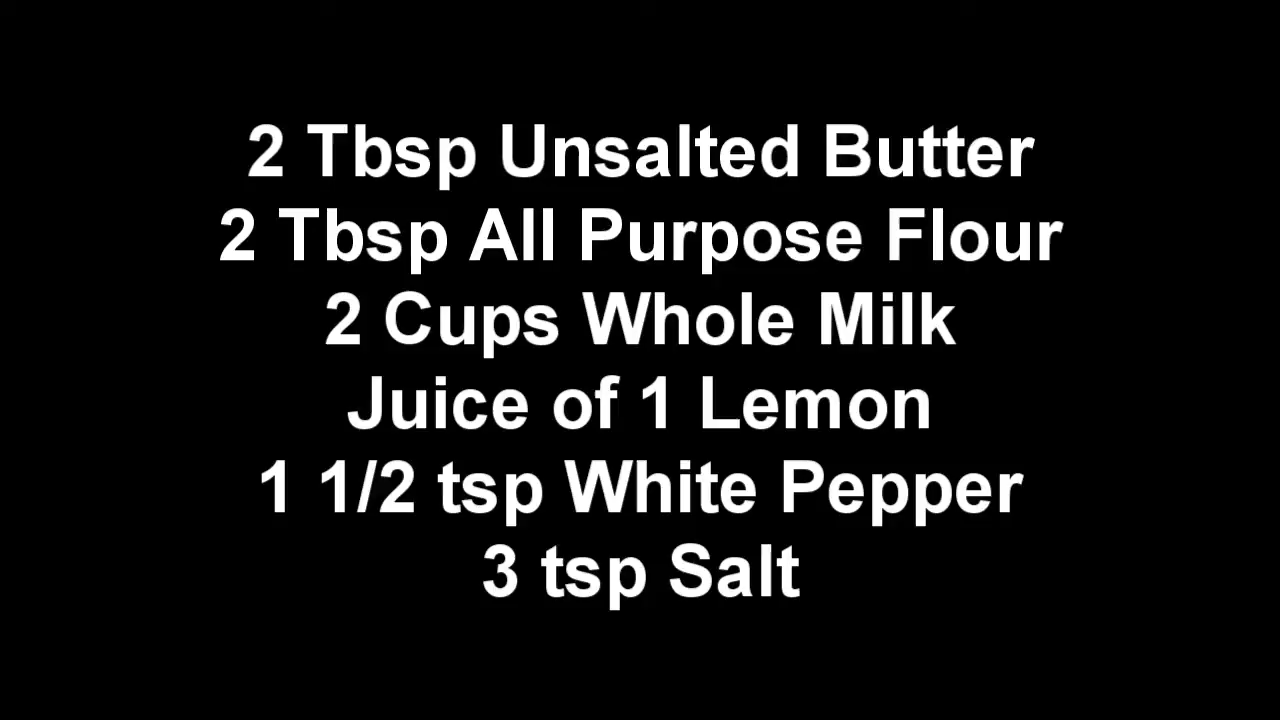 2 Tbsp Unsalted Butter
2 Tbsp All Purpose Flour
2 Cups Whole Milk
Juice of 1 Lemon
1 1/2 tsp White Pepper
3 tsp Salt